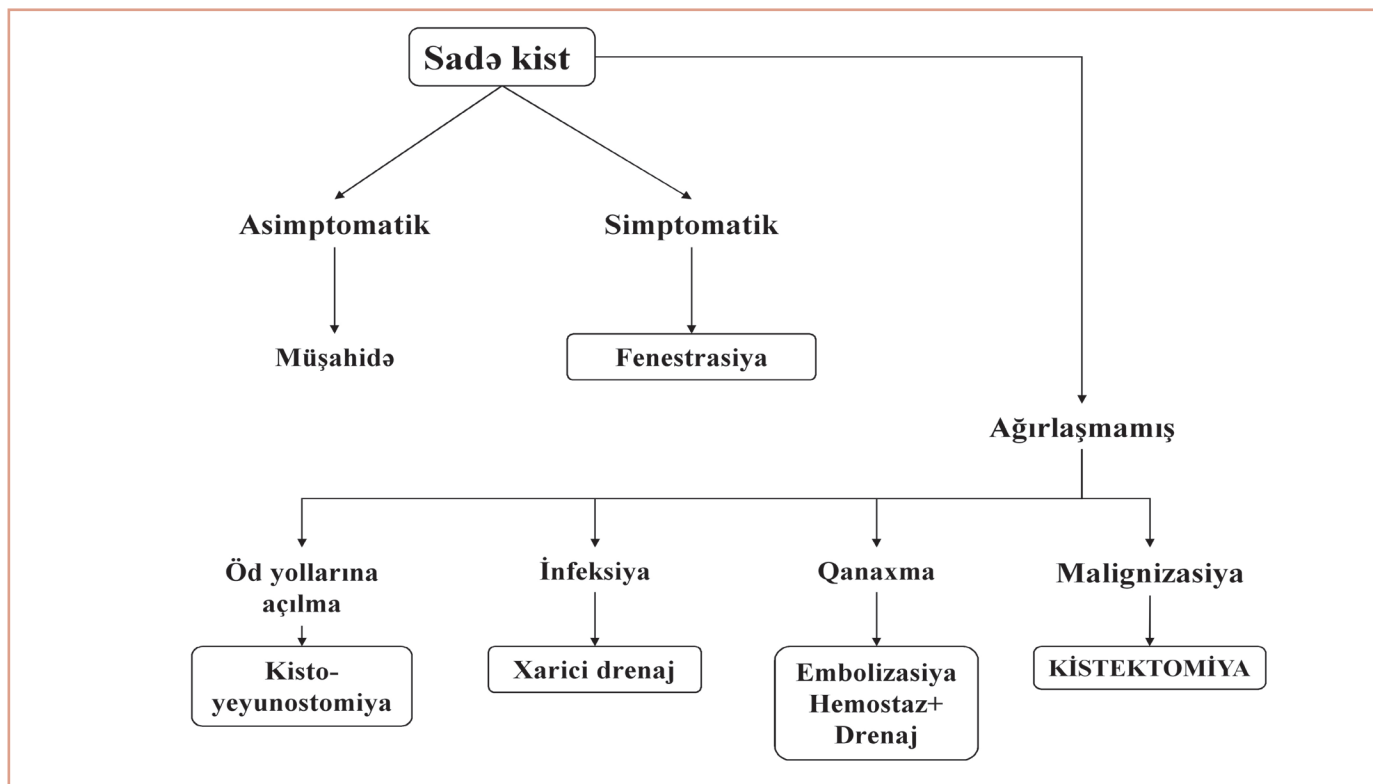 Sadə kist
Asimptomatik
Simptomatik
Müşahidə
Fenestrasiya
Ağırlaşmamış
Öd yollarına
açılma
İnfeksiya
Qanaxma
Malignizasiya
Kisto-
yeyunostomiya
Xarici drenaj
Embolizasiya
Hemostaz+
Drenaj
KİSTEKTOMİYA